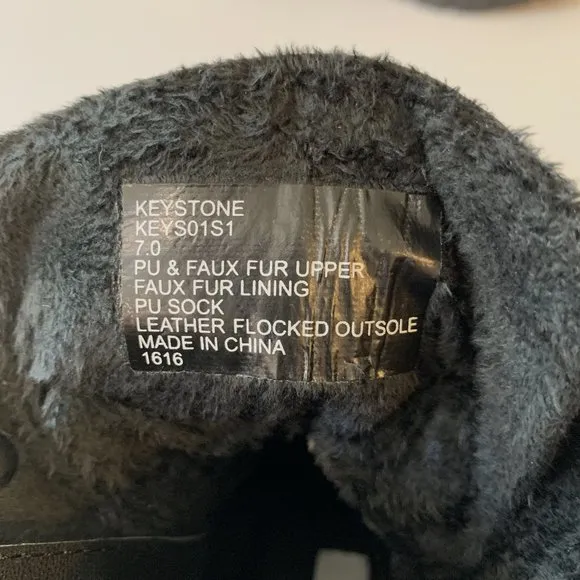 KEYSTONE
KEYS01S1
7.0
PU & FAUX FUR UPPER
FAUX FUR LINING
PU SOCK
LEATHER FLOCKED OUTSOLE
MADE IN CHINA
1616